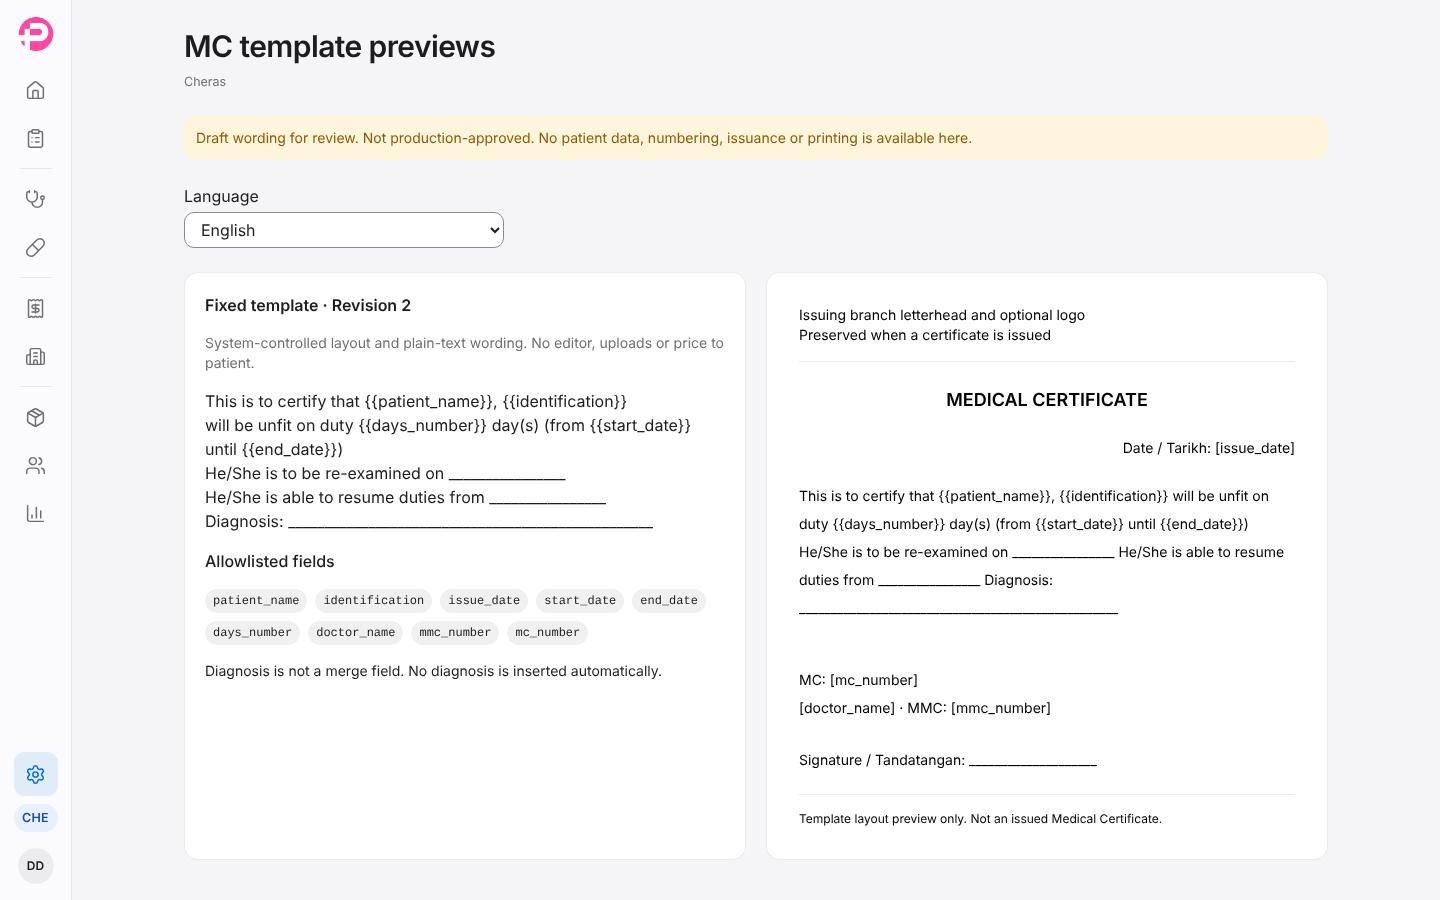 MC template previews
Cheras
Draft wording for review. Not production-approved. No patient data, numbering, issuance or printing is available here.
Language
English
Fixed template · Revision 2
System-controlled layout and plain-text wording. No editor, uploads or price to
patient.
This is to certify that {{patient_name}}, {{identification}}
will be unfit on duty {{days_number}} day(s) (from {{start_date}}
until {{end_date}})
He/She is to be re-examined on ________________
He/She is able to resume duties from ________________
Diagnosis: __________________________________________________
Allowlisted fields
patient_name identification issue_date start_date end_date
days_number doctor_name mmc_number mc_number
Diagnosis is not a merge field. No diagnosis is inserted automatically.
Issuing branch letterhead and optional logo
Preserved when a certificate is issued
MEDICAL CERTIFICATE
Date / Tarikh: [issue_date]
This is to certify that {{patient_name}}, {{identification}} will be unfit on
duty {{days_number}} day(s) (from {{start_date}} until {{end_date}})
He/She is to be re-examined on ________________ He/She is able to resume
duties from ________________ Diagnosis:
__________________________________________________
MC: [mc_number]
[doctor_name] · MMC: [mmc_number]
Signature / Tandatangan: ____________________
Template layout preview only. Not an issued Medical Certificate.
CHE
DD